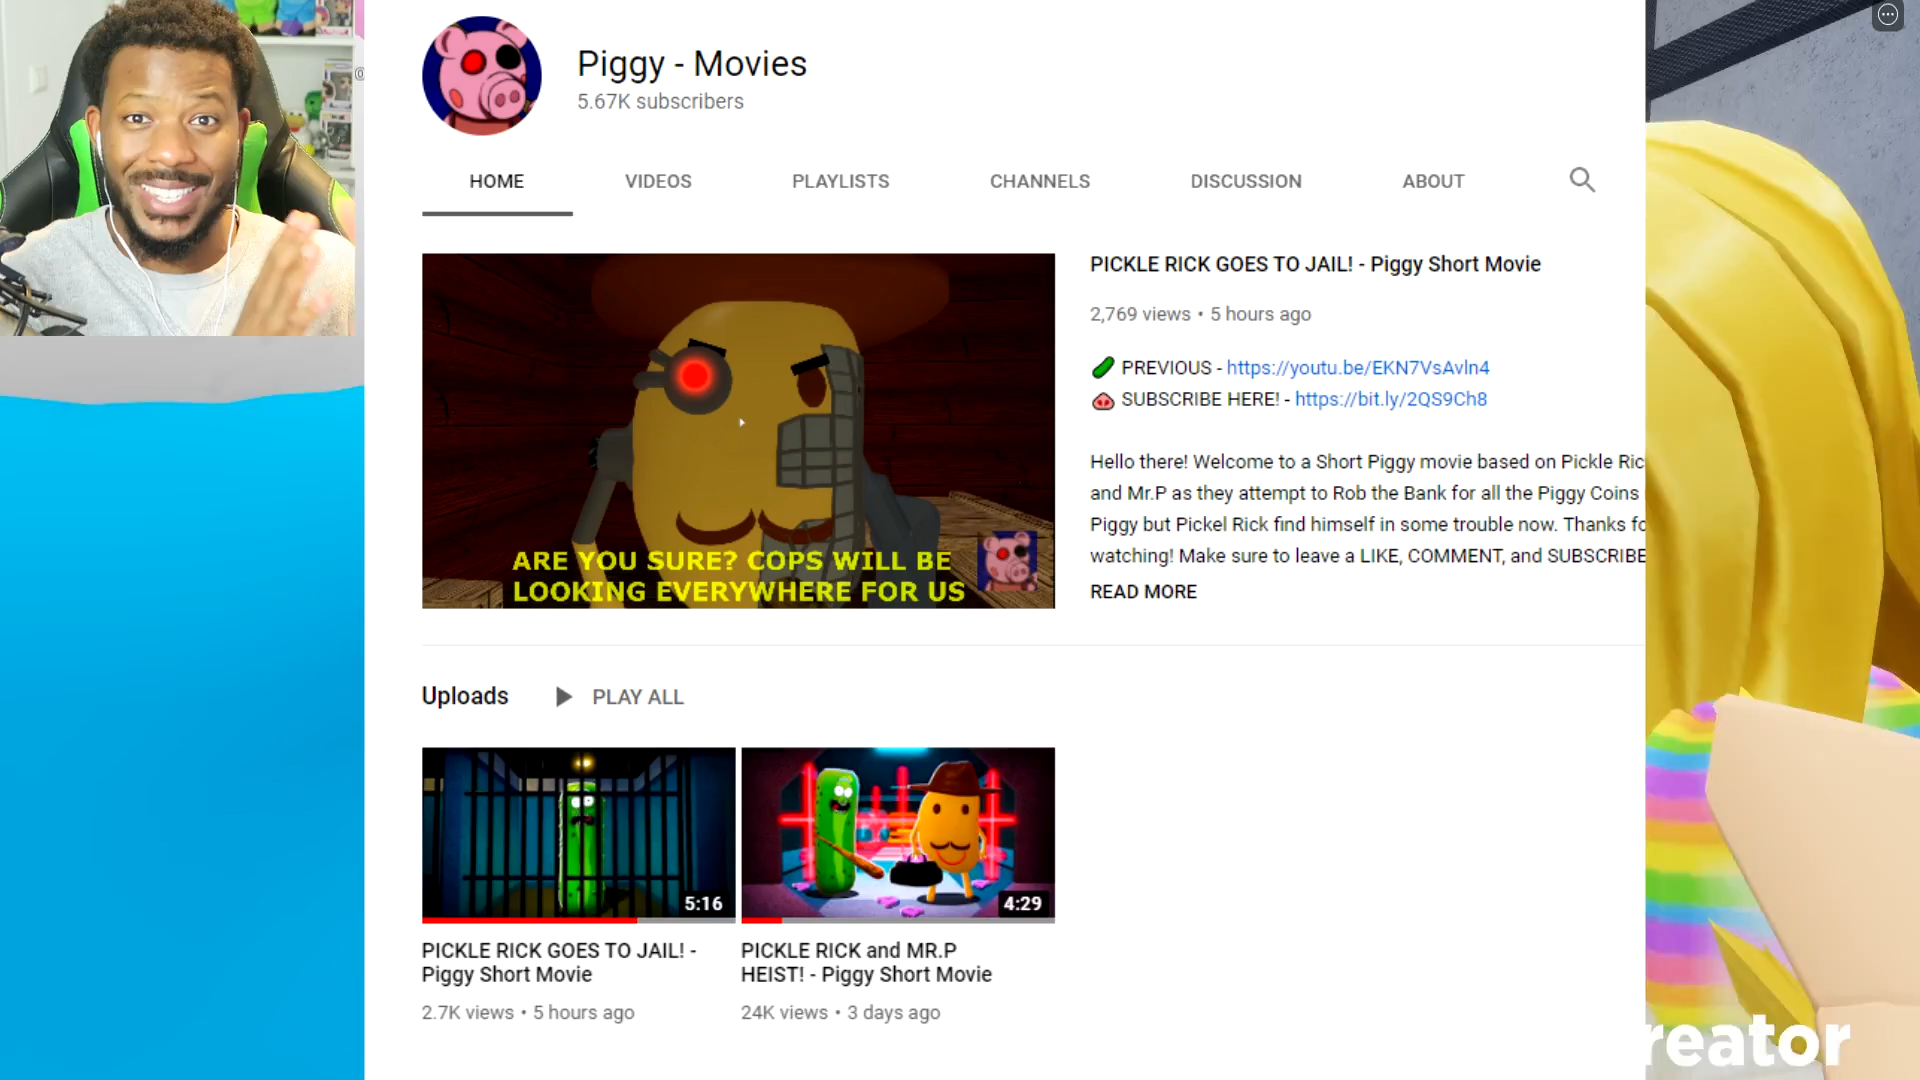 Piggy - Movies
5.67K subscribers
HOME VIDEOS PLAYLISTS CHANNELS DISCUSSION ABOUT
PICKLE RICK GOES TO JAIL! - Piggy Short Movie
2,769 views • 5 hours ago
PREVIOUS - https://youtu.be/EKN7VsAvln4
SUBSCRIBE HERE! - https://bit.ly/2QS9Ch8
Hello there! Welcome to a Short Piggy movie based on Pickle Ric
and Mr.P as they attempt to Rob the Bank for all the Piggy Coins
Piggy but Pickel Rick find himself in some trouble now. Thanks fo
watching! Make sure to leave a LIKE, COMMENT, and SUBSCRIBE
READ MORE
ARE YOU SURE? COPS WILL BE
LOOKING EVERYWHERE FOR US
Uploads PLAY ALL
5:16
PICKLE RICK GOES TO JAIL! -
Piggy Short Movie
2.7K views • 5 hours ago
4:29
PICKLE RICK and MR.P
HEIST! - Piggy Short Movie
24K views • 3 days ago
reator